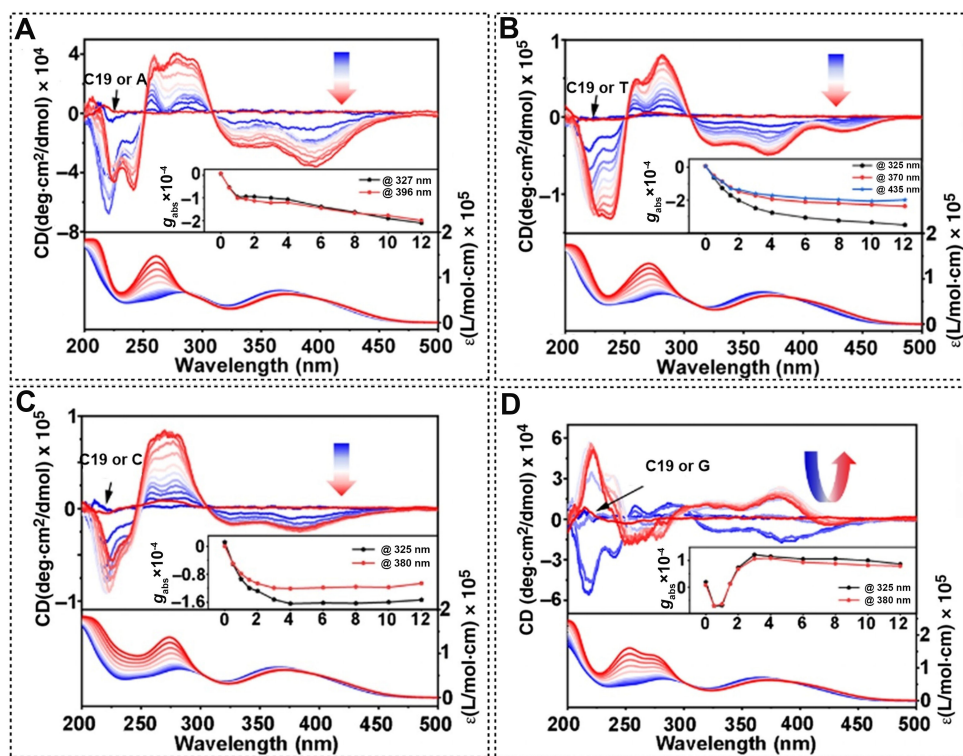 A
CD(deg·cm²/dmol) × 10⁴
4
0
−4
−8
C19 or A
g_abs×10⁻⁴
0
−1
−2
@ 327 nm
@ 396 nm
0 2 4 6 8 10 12
2
1
0
ε(L/mol·cm) × 10⁵
200 250 300 350 400 450 500
Wavelength (nm)
B
CD(deg·cm²/dmol) × 10⁵
1
0
−1
C19 or T
g_abs×10⁻⁴
0
−2
@ 325 nm
@ 370 nm
@ 435 nm
0 2 4 6 8 10 12
2
1
0
ε(L/mol·cm) × 10⁵
200 250 300 350 400 450 500
Wavelength (nm)
C
CD(deg·cm²/dmol) × 10⁵
1
0
−1
C19 or C
g_abs×10⁻⁴
0
−0.8
−1.6
@ 325 nm
@ 380 nm
0 2 4 6 8 10 12
2
1
0
ε(L/mol·cm) × 10⁵
200 250 300 350 400 450 500
Wavelength (nm)
D
CD (deg·cm²/dmol) x 10⁴
6
3
0
−3
−6
C19 or G
g_abs×10⁻⁴
1
0
@ 325 nm
@ 380 nm
0 2 4 6 8 10 12
2
1
0
ε(L/mol·cm) × 10⁵
200 250 300 350 400 450 500
Wavelength (nm)